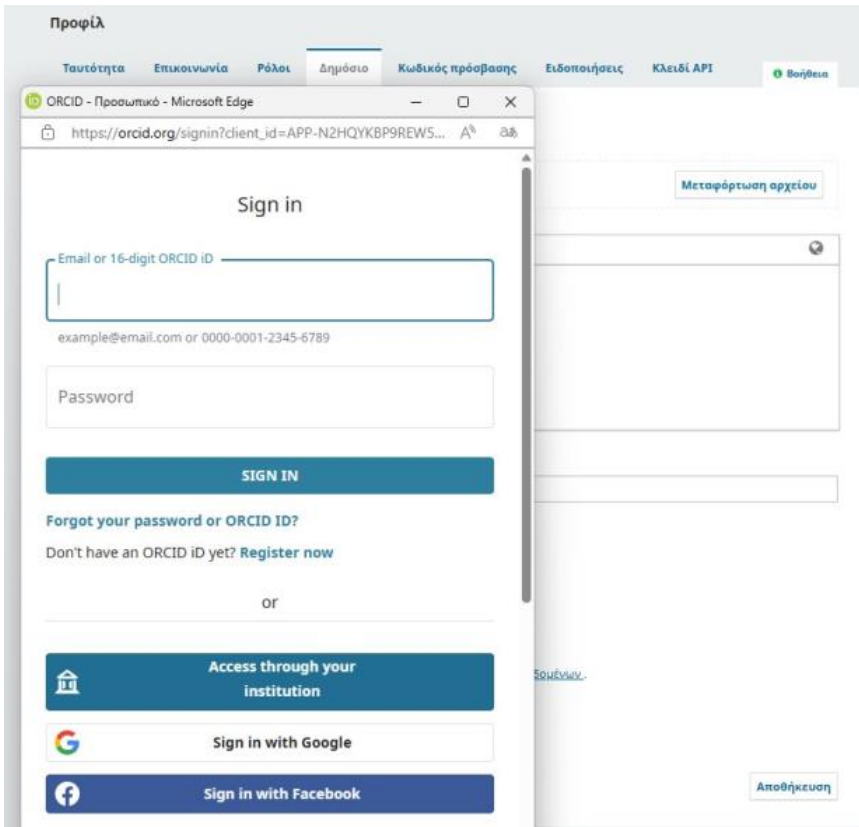 Προφίλ
Ταυτότητα Επικοινωνία Ρόλοι Δημόσιο Κωδικός πρόσβασης Ειδοποιήσεις Κλειδί API Βοήθεια
ORCID - Προσωπικό - Microsoft Edge
https://orcid.org/signin?client_id=APP-N2HQYKBP9REW5...
Μεταφόρτωση αρχείου
Sign in
Email or 16-digit ORCID iD
example@email.com or 0000-0001-2345-6789
Password
SIGN IN
Forgot your password or ORCID ID?
Don't have an ORCID iD yet? Register now
or
Access through your
institution
δομένων .
Sign in with Google
Sign in with Facebook
Αποθήκευση